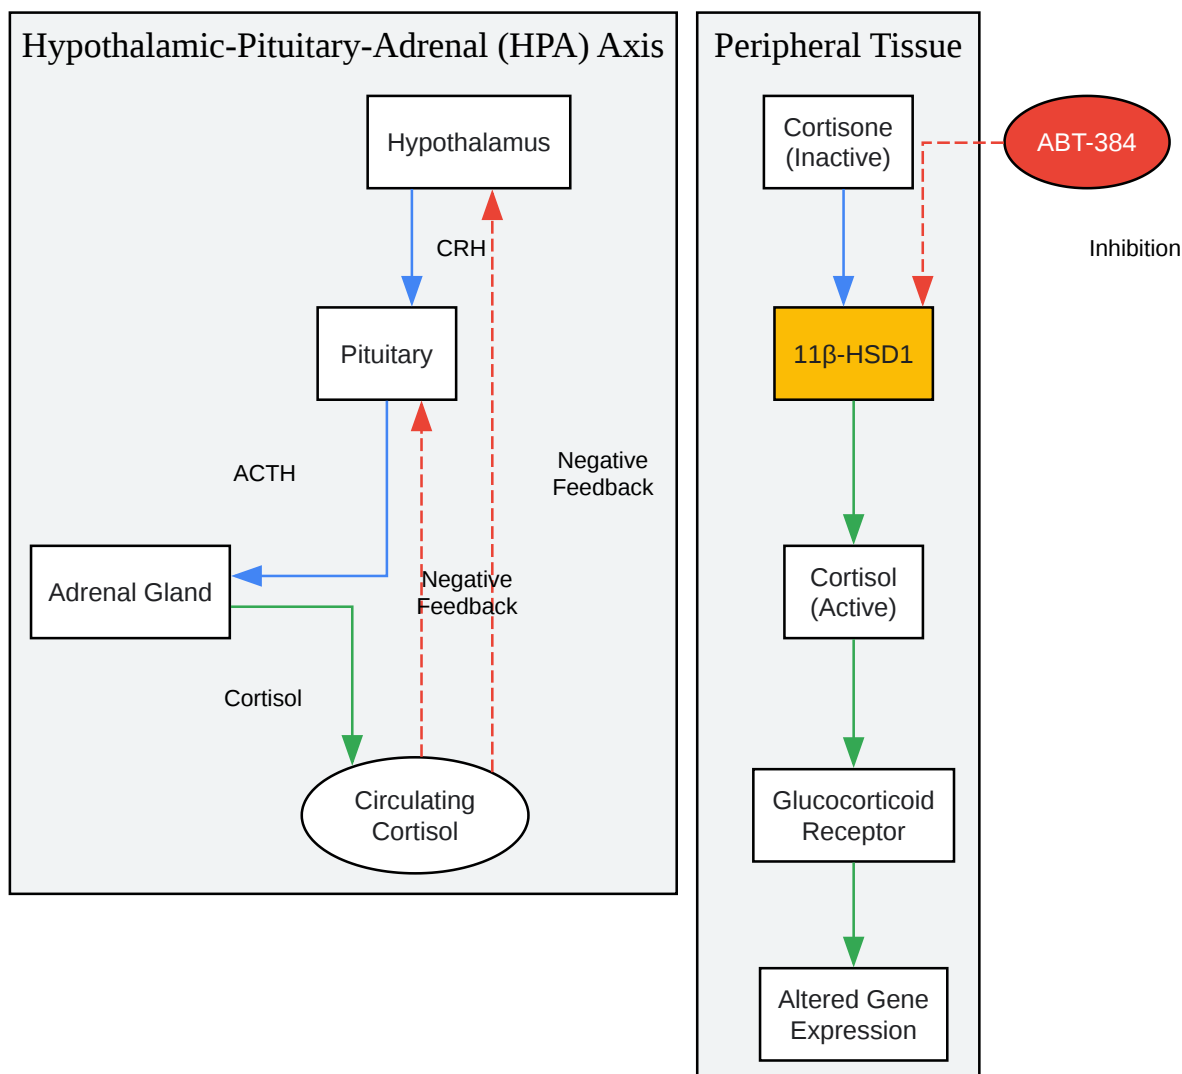 Hypothalamic-Pituitary-Adrenal (HPA) Axis
Hypothalamus
CRH
Pituitary
ACTH
Negative
Feedback
Adrenal Gland
Negative
Feedback
Cortisol
Circulating
Cortisol
Peripheral Tissue
Cortisone
(Inactive)
ABT-384
Inhibition
11β-HSD1
Cortisol
(Active)
Glucocorticoid
Receptor
Altered Gene
Expression